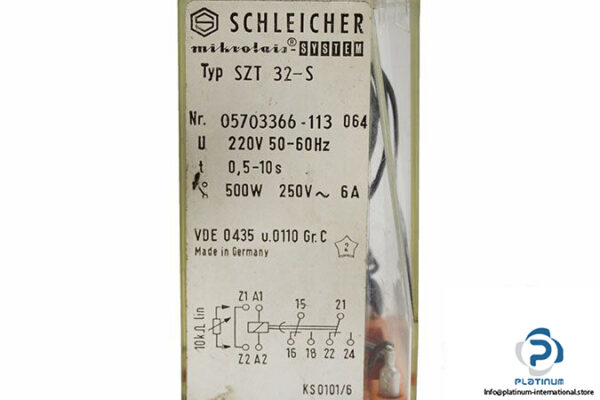 S SCHLEICHER
mikrolais®-SYSTEM
Typ SZT 32-S
Nr. 05703366-113 064
U 220V 50-60Hz
t 0,5-10s
500W 250V~ 6A
VDE 0435 u.0110 Gr.C 2
Made in Germany
Z1 A1 15 21
10kΩ lin
Z2 A2 16 18 22 24
KS0101/6
PLATINUM
Info@platinum-international.store